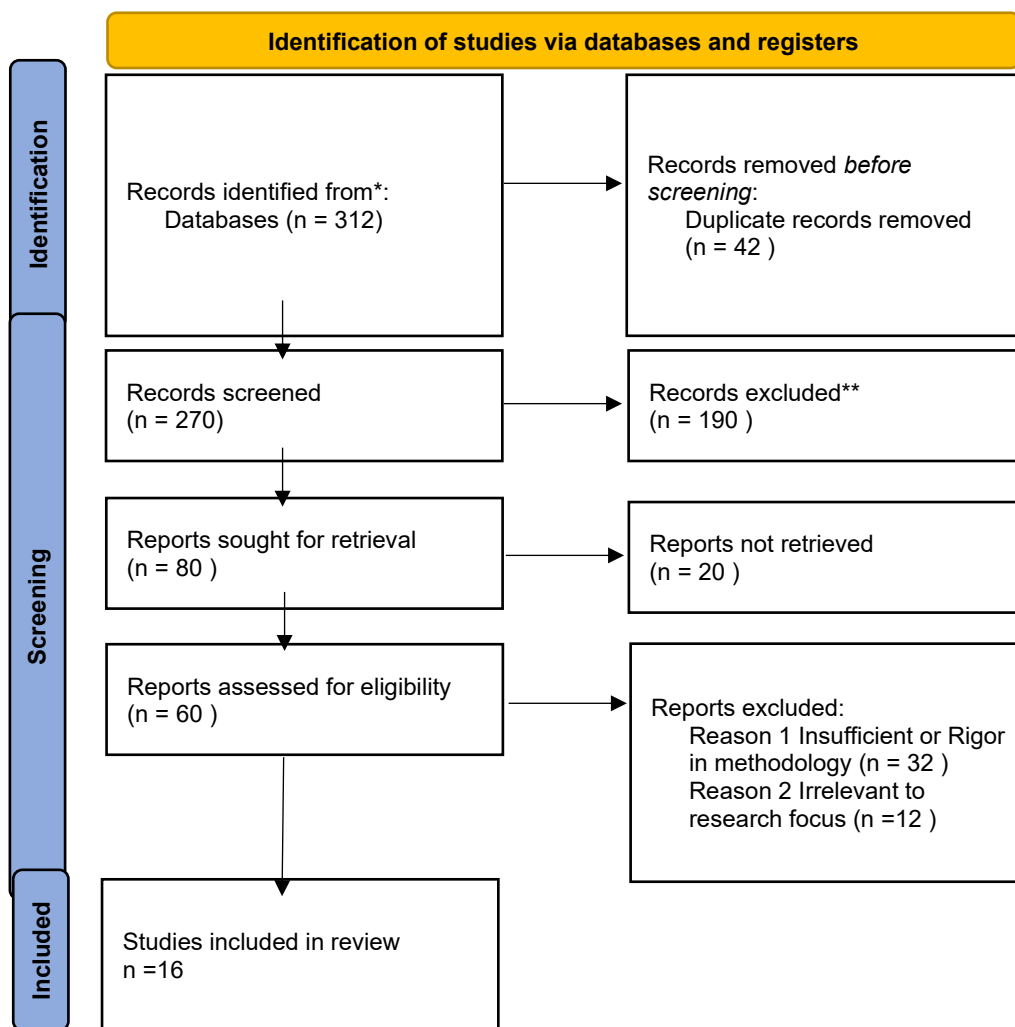 Identification of studies via databases and registers
Identification
Records identified from*:
Databases (n = 312)
Records removed before
screening:
Duplicate records removed
(n = 42 )
Screening
Records screened
(n = 270)
Records excluded**
(n = 190 )
Reports sought for retrieval
(n = 80 )
Reports not retrieved
(n = 20 )
Reports assessed for eligibility
(n = 60 )
Reports excluded:
Reason 1 Insufficient or Rigor
in methodology (n = 32 )
Reason 2 Irrelevant to
research focus (n =12 )
Included
Studies included in review
n =16